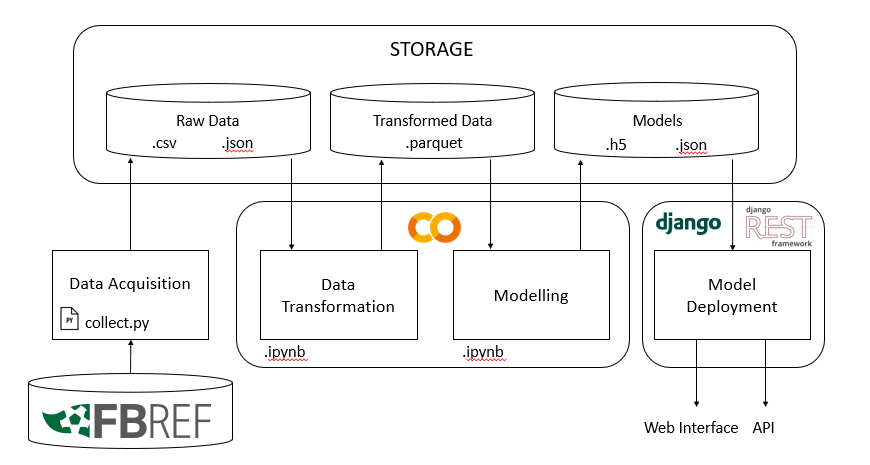 STORAGE
Raw Data
.csv .json
Transformed Data
.parquet
Models
.h5 .json
CO
django
django
REST
framework
Data Acquisition
PY
collect.py
Data
Transformation
.ipynb
Modelling
.ipynb
Model
Deployment
FBREF
Web Interface
API